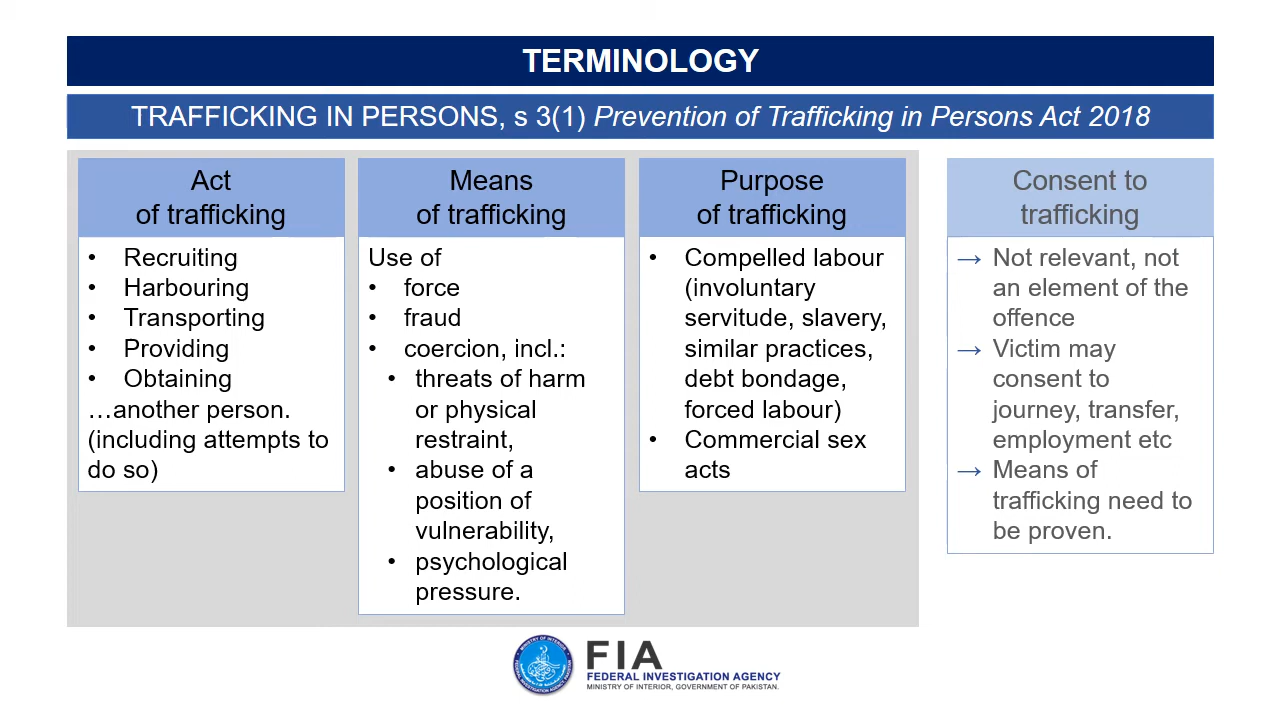 TERMINOLOGY
TRAFFICKING IN PERSONS, s 3(1) Prevention of Trafficking in Persons Act 2018
Act
of trafficking
• Recruiting
• Harbouring
• Transporting
• Providing
• Obtaining
…another person.
(including attempts to
do so)
Means
of trafficking
Use of
• force
• fraud
• coercion, incl.:
• threats of harm
or physical
restraint,
• abuse of a
position of
vulnerability,
• psychological
pressure.
Purpose
of trafficking
• Compelled labour
(involuntary
servitude, slavery,
similar practices,
debt bondage,
forced labour)
• Commercial sex
acts
Consent to
trafficking
→ Not relevant, not
an element of the
offence
→ Victim may
consent to
journey, transfer,
employment etc
→ Means of
trafficking need to
be proven.
FIA
FEDERAL INVESTIGATION AGENCY
MINISTRY OF INTERIOR, GOVERNMENT OF PAKISTAN.